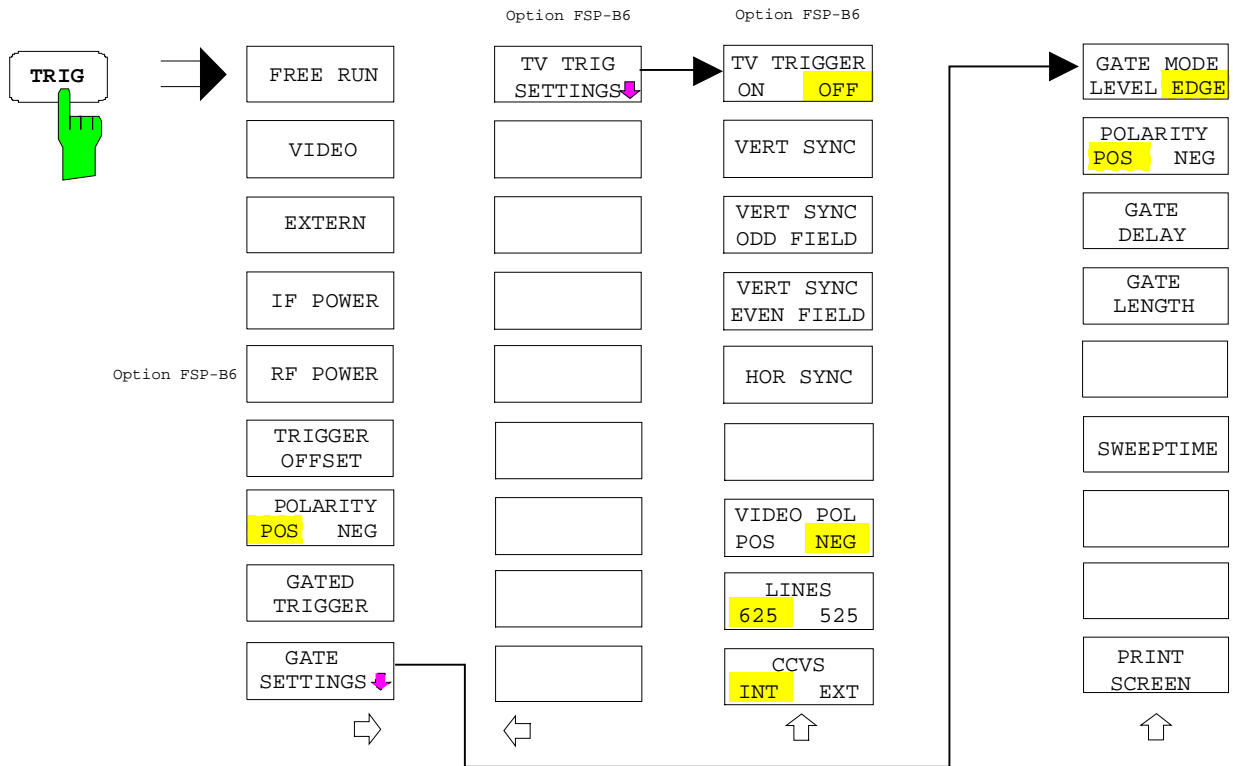 Option FSP-B6
Option FSP-B6
TRIG
FREE RUN
VIDEO
EXTERN
IF POWER
Option FSP-B6
RF POWER
TRIGGER
OFFSET
POLARITY
POS NEG
GATED
TRIGGER
GATE
SETTINGS
TV TRIG
SETTINGS
TV TRIGGER
ON OFF
VERT SYNC
VERT SYNC
ODD FIELD
VERT SYNC
EVEN FIELD
HOR SYNC
VIDEO POL
POS NEG
LINES
625 525
CCVS
INT EXT
GATE MODE
LEVEL EDGE
POLARITY
POS NEG
GATE
DELAY
GATE
LENGTH
SWEEPTIME
PRINT
SCREEN